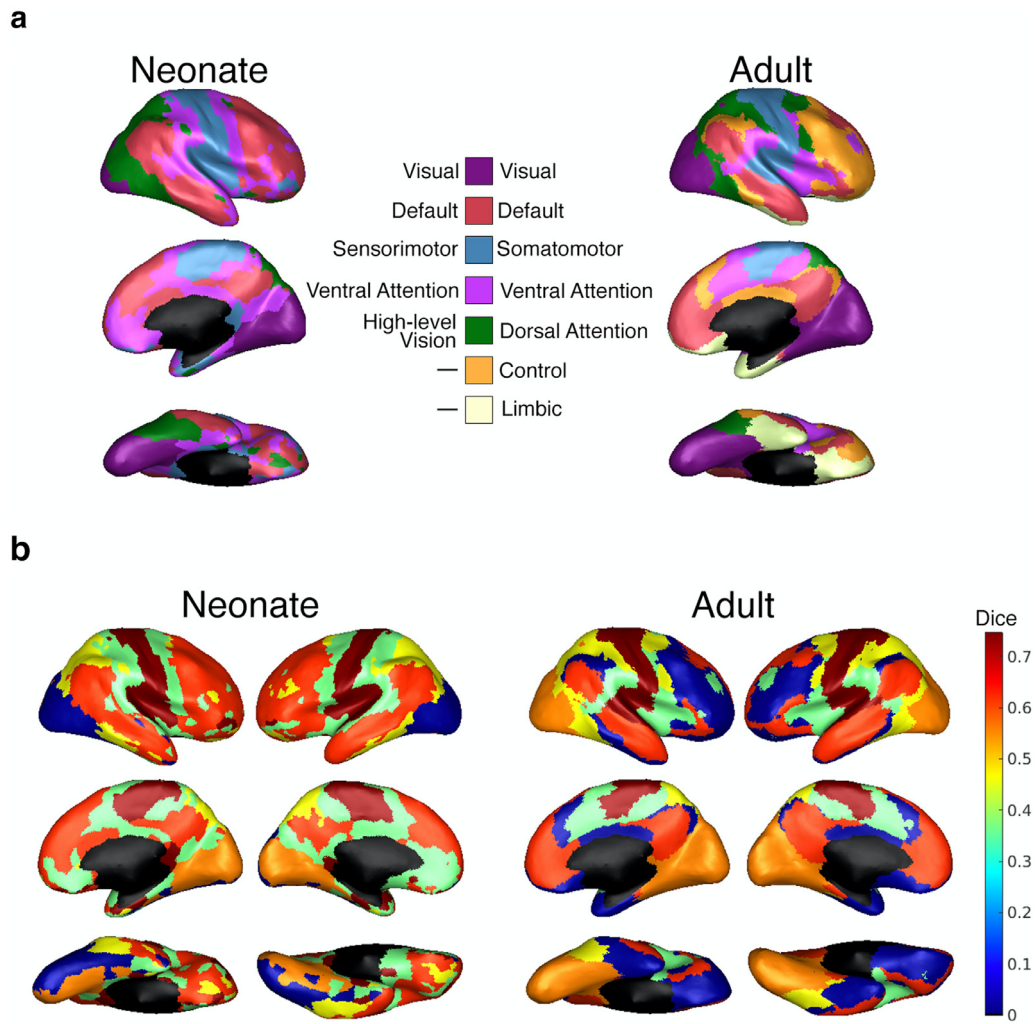 a
Neonate
Adult
Visual Visual
Default Default
Sensorimotor Somatomotor
Ventral Attention Ventral Attention
High-level
Vision Dorsal Attention
— Control
— Limbic
b
Neonate
Adult
Dice
0.7
0.6
0.5
0.4
0.3
0.2
0.1
0